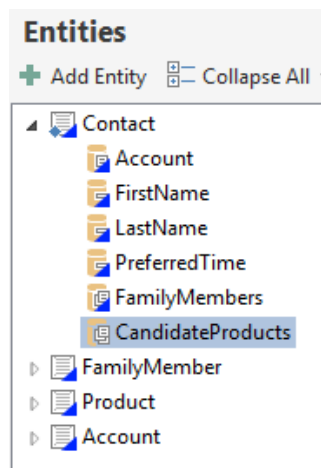 Entities
Add Entity Collapse All
Contact
Account
FirstName
LastName
PreferredTime
FamilyMembers
CandidateProducts
FamilyMember
Product
Account